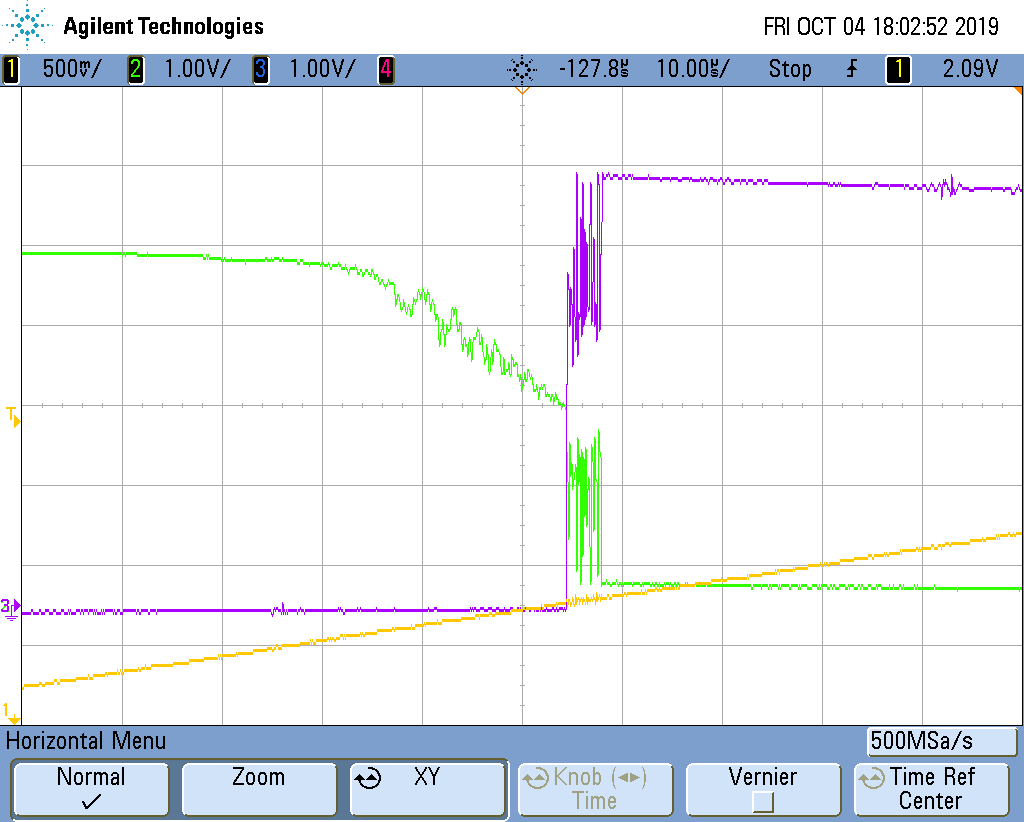 Agilent Technologies
FRI OCT 04 18:02:52 2019
1 500mV/ 2 1.00V/ 3 1.00V/ 4 -127.8µs 10.00µs/ Stop 1 2.09V
T
3
1
Horizontal Menu
500MSa/s
Normal
Zoom
XY
Knob (◄►)
Time
Vernier
Time Ref
Center